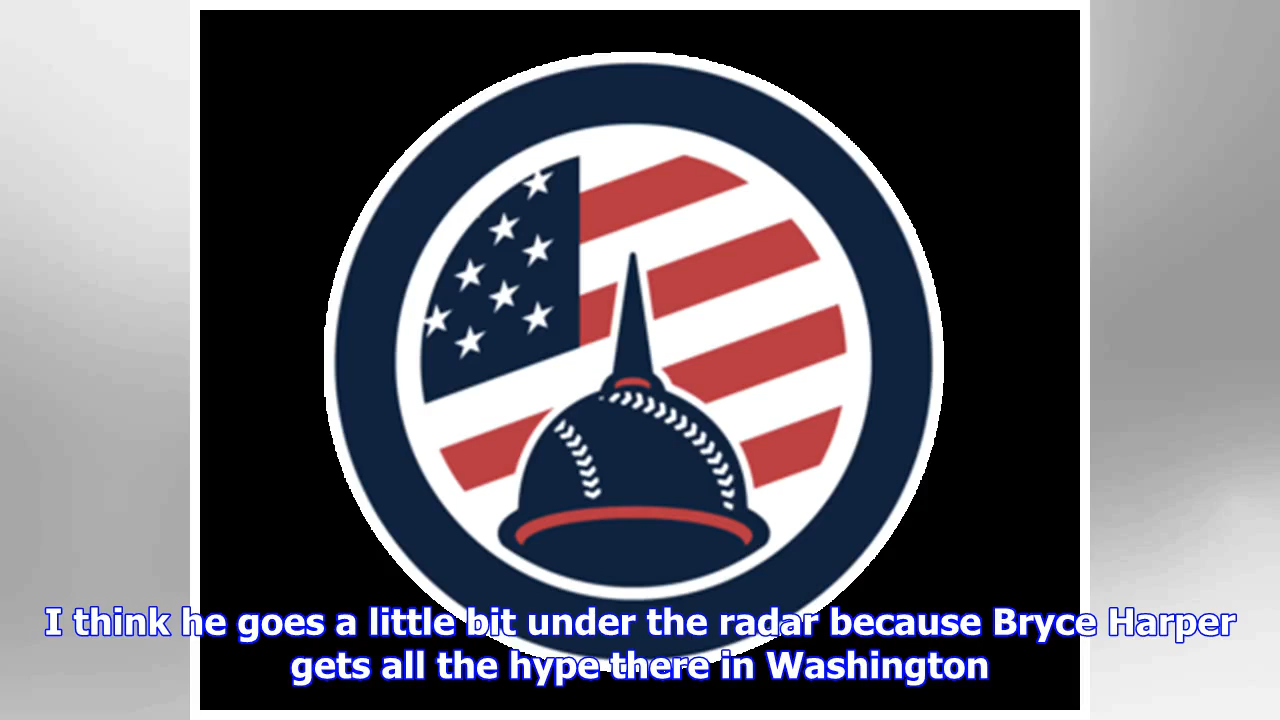 I think he goes a little bit under the radar because Bryce Harper
gets all the hype there in Washington